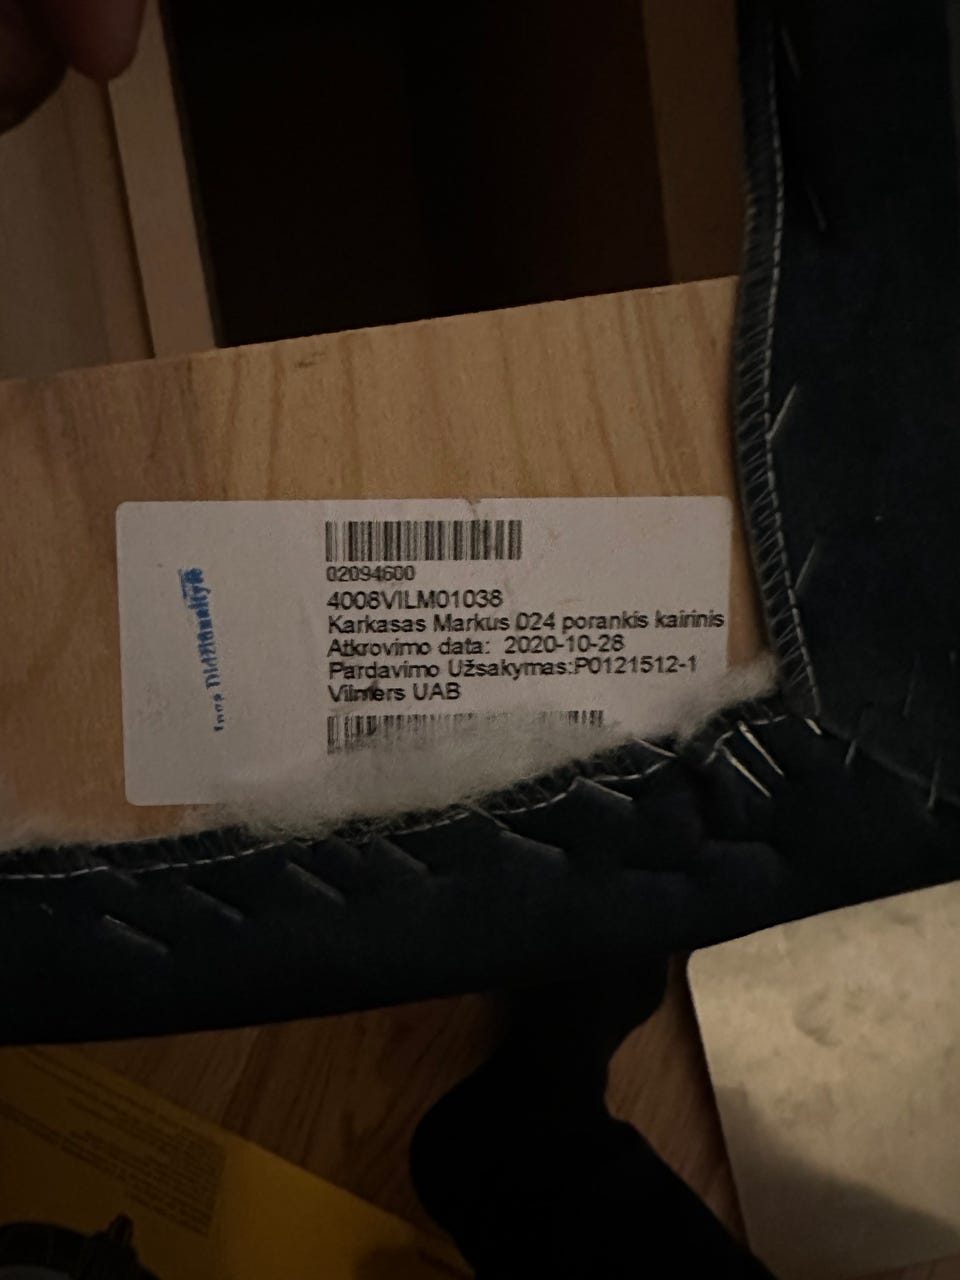 02094600
4008VILM01038
Karkasas Markus 024 porankis kairinis
Atkrovimo data: 2020-10-28
Pardavimo Užsakymas:P0121512-1
Vilmers UAB